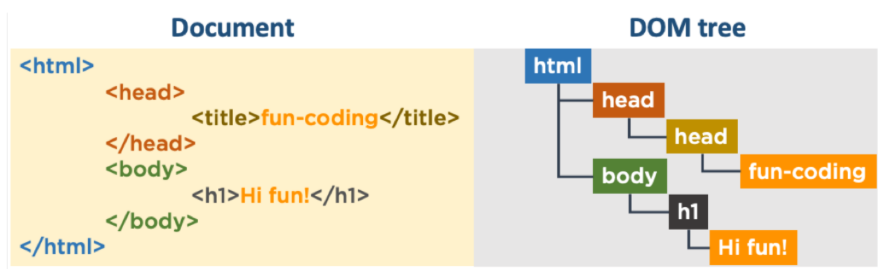 Document
<html>
<head>
<title>fun-coding</title>
</head>
<body>
<h1>Hi fun!</h1>
</body>
</html>
DOM tree
html
head
head
fun-coding
body
h1
Hi fun!